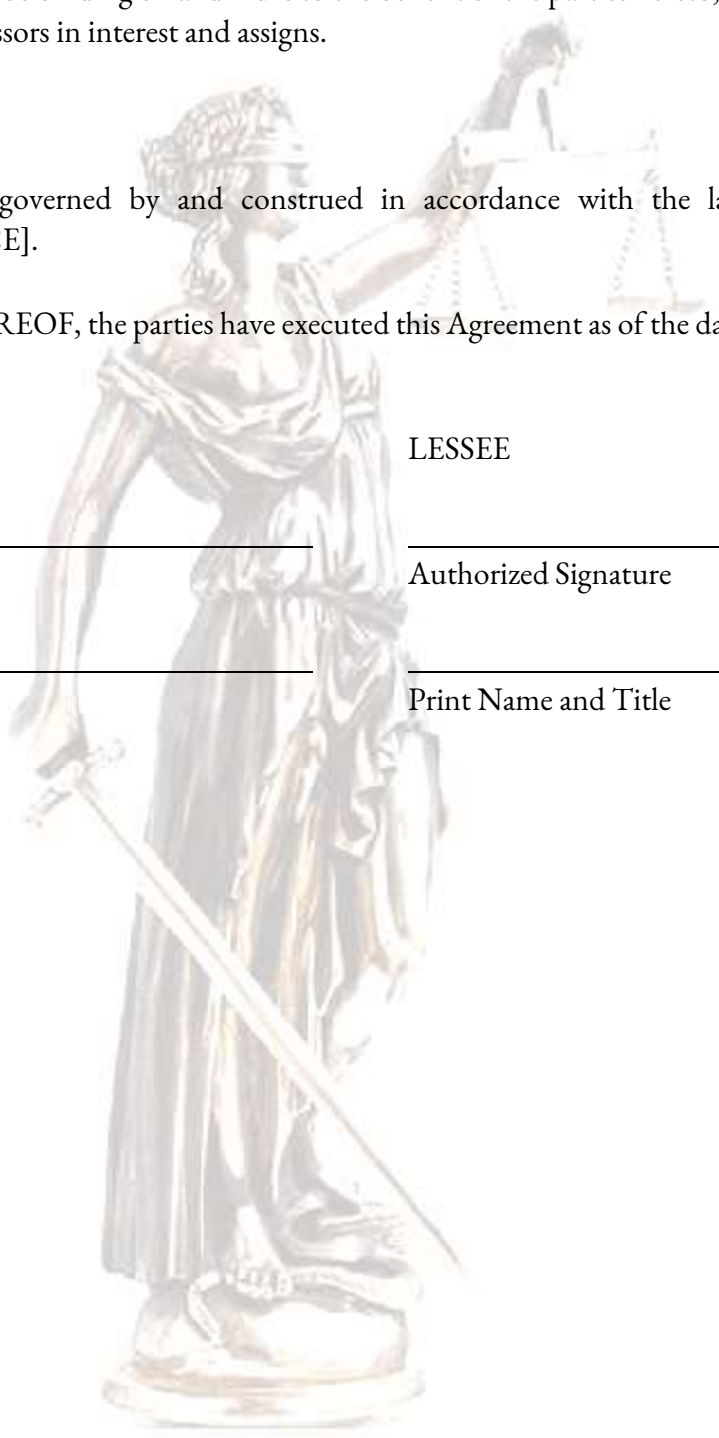 ssors in interest and assigns.
governed by and construed in accordance with the la
CE].
REOF, the parties have executed this Agreement as of the da
LESSEE
Authorized Signature
Print Name and Title